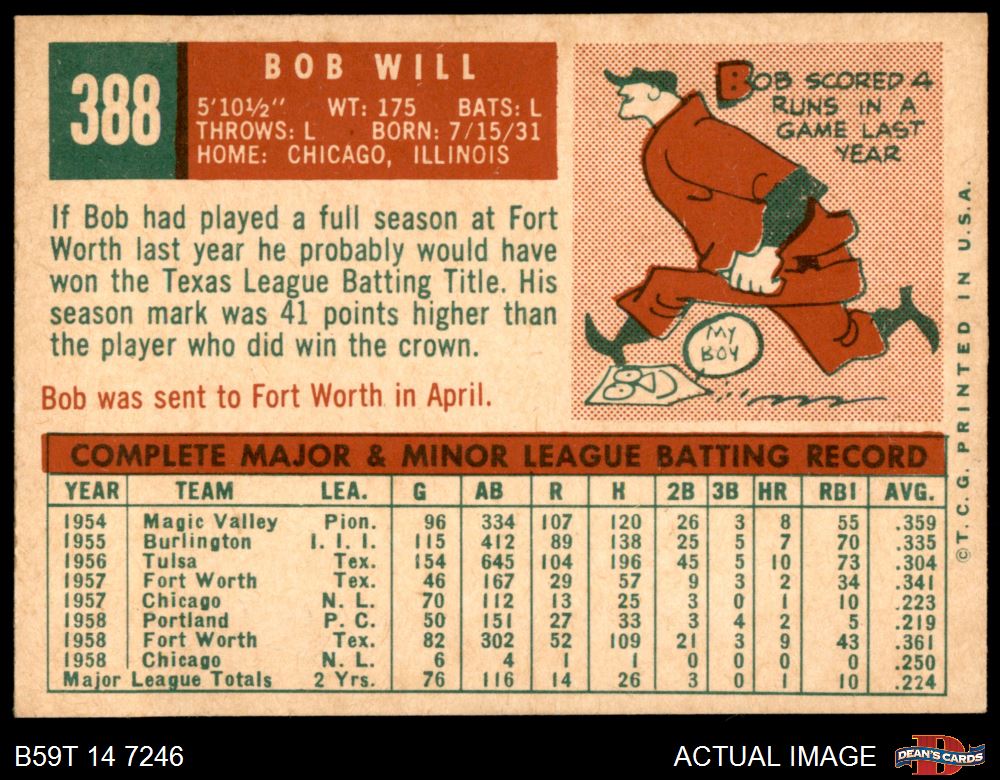 388
BOB WILL
5'10½" WT: 175 BATS: L
THROWS: L BORN: 7/15/31
HOME: CHICAGO, ILLINOIS
BOB SCORED 4
RUNS IN A
GAME LAST
YEAR
MY
BOY
If Bob had played a full season at Fort
Worth last year he probably would have
won the Texas League Batting Title. His
season mark was 41 points higher than
the player who did win the crown.
Bob was sent to Fort Worth in April.
COMPLETE MAJOR & MINOR LEAGUE BATTING RECORD
YEAR TEAM LEA. G AB R H 2B 3B HR RBI AVG.
1954 Magic Valley Pion. 96 334 107 120 26 3 8 55 .359
1955 Burlington I. I. I. 115 412 89 138 25 5 7 70 .335
1956 Tulsa Tex. 154 645 104 196 45 5 10 73 .304
1957 Fort Worth Tex. 46 167 29 57 9 3 2 34 .341
1957 Chicago N. L. 70 112 13 25 3 0 1 10 .223
1958 Portland P. C. 50 151 27 33 3 4 2 5 .219
1958 Fort Worth Tex. 82 302 52 109 21 3 9 43 .361
1958 Chicago N. L. 6 4 1 1 0 0 0 0 .250
Major League Totals 2 Yrs. 76 116 14 26 3 0 1 10 .224
©T. C. G. PRINTED IN U.S.A.
B59T 14 7246
ACTUAL IMAGE
DEAN'S CARDS